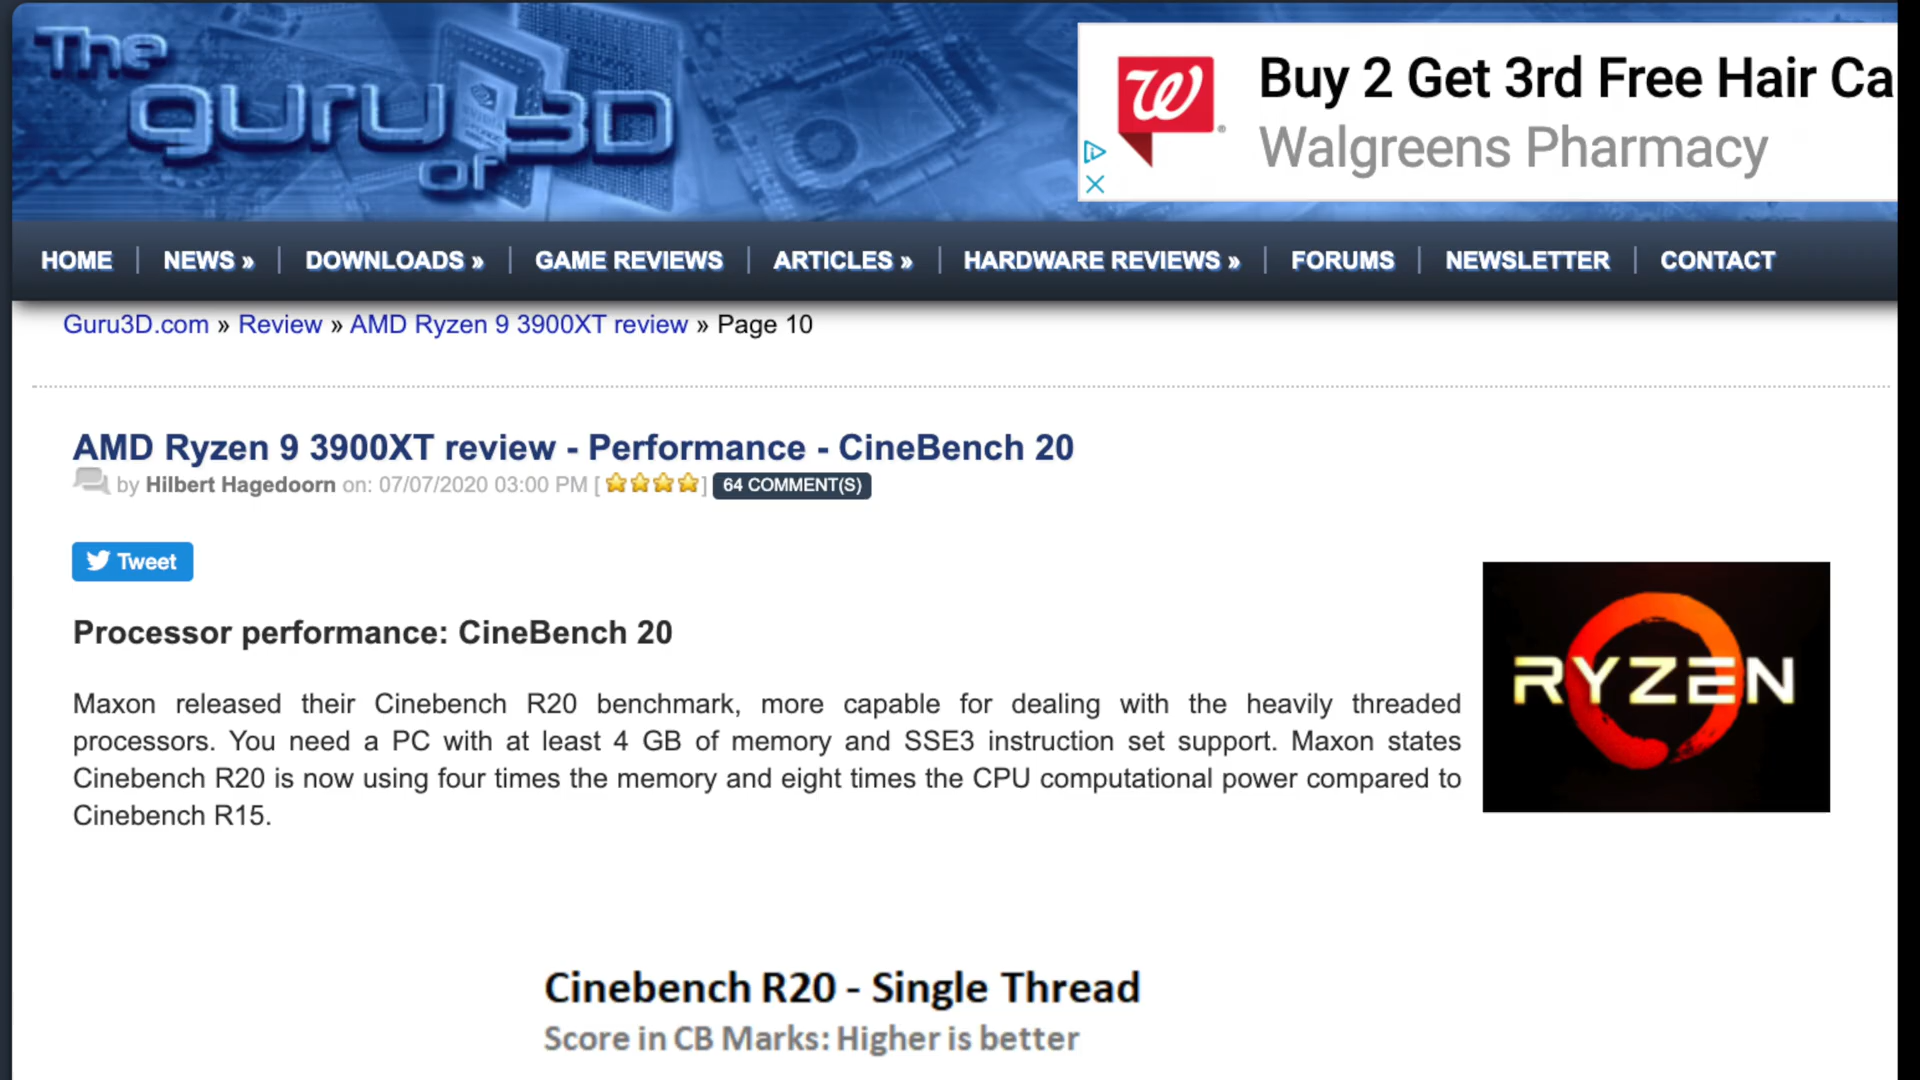 The
guru
of 3D
Buy 2 Get 3rd Free Hair Ca
Walgreens Pharmacy
HOME | NEWS » | DOWNLOADS » | GAME REVIEWS | ARTICLES » | HARDWARE REVIEWS » | FORUMS | NEWSLETTER | CONTACT
Guru3D.com » Review » AMD Ryzen 9 3900XT review » Page 10
AMD Ryzen 9 3900XT review - Performance - CineBench 20
by Hilbert Hagedoorn on: 07/07/2020 03:00 PM [ ] 64 COMMENT(S)
Tweet
Processor performance: CineBench 20
RYZEN
Maxon released their Cinebench R20 benchmark, more capable for dealing with the heavily threaded
processors. You need a PC with at least 4 GB of memory and SSE3 instruction set support. Maxon states
Cinebench R20 is now using four times the memory and eight times the CPU computational power compared to
Cinebench R15.
Cinebench R20 - Single Thread
Score in CB Marks: Higher is better